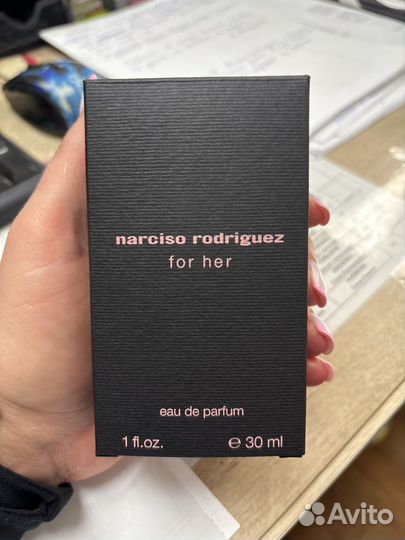 narciso rodriguez
for her
eau de parfum
1 fl.oz. ℮ 30 ml
Avito